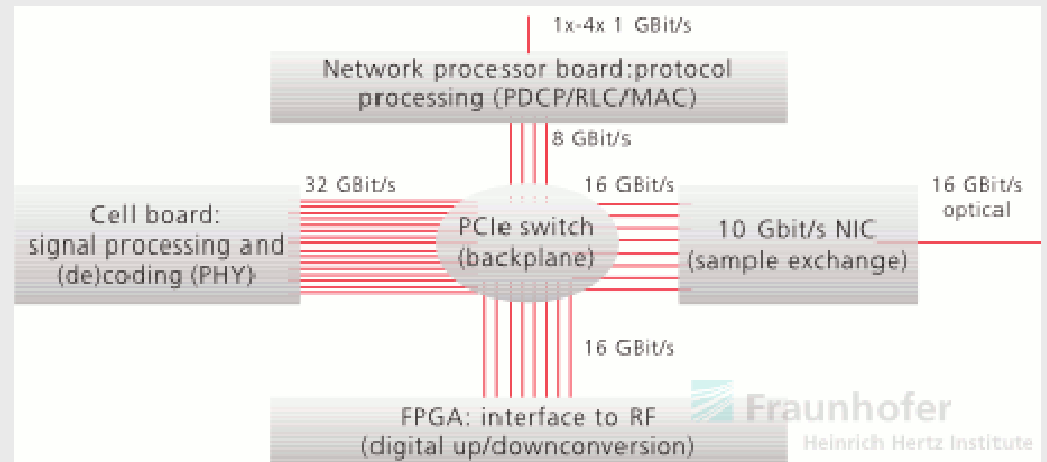 1x-4x 1 GBit/s
Network processor board:protocol
processing (PDCP/RLC/MAC)
8 GBit/s
32 GBit/s
16 GBit/s
16 GBit/s
optical
Cell board:
signal processing and
(de)coding (PHY)
PCIe switch
(backplane)
10 Gbit/s NIC
(sample exchange)
16 GBit/s
FPGA: interface to RF
(digital up/downconversion)
Fraunhofer
Heinrich Hertz Institute